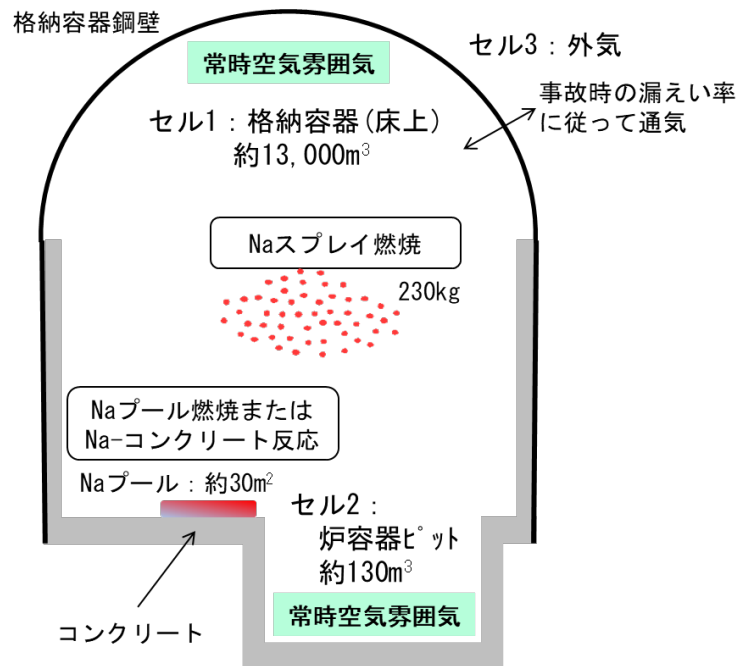 格納容器鋼壁
セル3：外気
常時空気雰囲気
事故時の漏えい率
に従って通気
セル1：格納容器(床上)
約13,000m³
Naスプレイ燃焼
230kg
Naプール燃焼または
Na-コンクリート反応
Naプール：約30m²
セル2：
炉容器ﾋﾟｯﾄ
約130m³
常時空気雰囲気
コンクリート